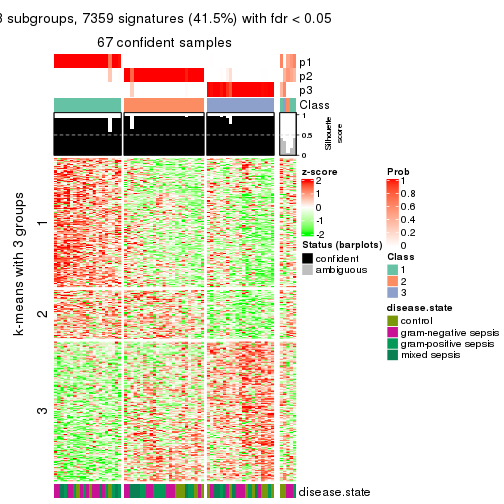 3 subgroups, 7359 signatures (41.5%) with fdr < 0.05
67 confident samples
p1
p2
p3
Class
1
0.5
0
Silhouette
score
k-means with 3 groups
1
2
3
z-score
2
1
0
-1
-2
Status (barplots)
confident
ambiguous
Prob
1
0.8
0.6
0.4
0.2
0
Class
1
2
3
disease.state
control
gram-negative sepsis
gram-positive sepsis
mixed sepsis
disease.state